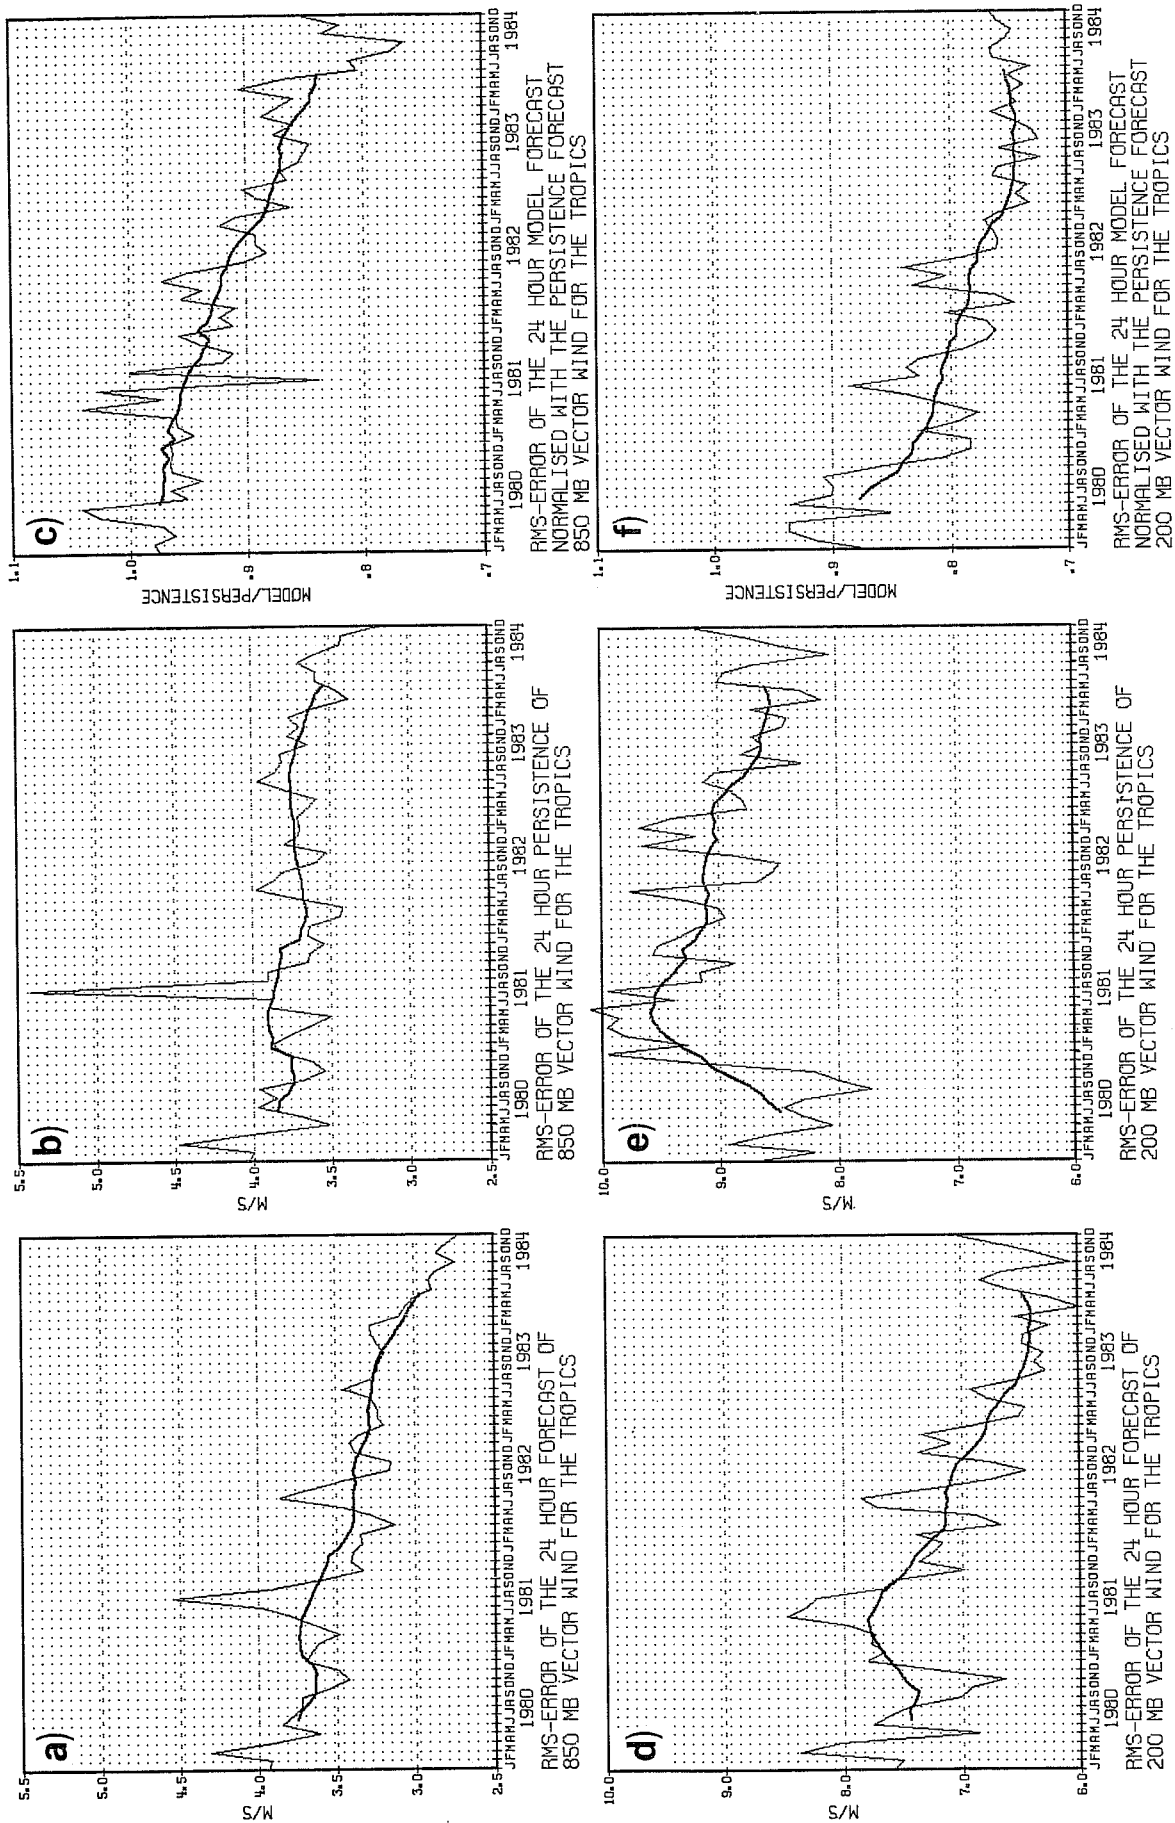 a)
5.5
5.0
4.5
4.0
3.5
3.0
2.5
M/S
JFMAMJJASONDJFMAMJJASONDJFMAMJJASONDJFMAMJJASONDJFMAMJJASOND
1980 1981 1982 1983 1984
RMS-ERROR OF THE 24 HOUR FORECAST OF
850 MB VECTOR WIND FOR THE TROPICS
b)
5.5
5.0
4.5
4.0
3.5
3.0
2.5
M/S
JFMAMJJASONDJFMAMJJASONDJFMAMJJASONDJFMAMJJASONDJFMAMJJASOND
1980 1981 1982 1983 1984
RMS-ERROR OF THE 24 HOUR PERSISTENCE OF
850 MB VECTOR WIND FOR THE TROPICS
c)
1.1
1.0
.9
.8
.7
MODEL/PERSISTENCE
JFMAMJJASONDJFMAMJJASONDJFMAMJJASONDJFMAMJJASONDJFMAMJJASOND
1980 1981 1982 1983 1984
RMS-ERROR OF THE 24 HOUR MODEL FORECAST
NORMALISED WITH THE PERSISTENCE FORECAST
850 MB VECTOR WIND FOR THE TROPICS
d)
10.0
9.0
8.0
7.0
6.0
M/S
JFMAMJJASONDJFMAMJJASONDJFMAMJJASONDJFMAMJJASONDJFMAMJJASOND
1980 1981 1982 1983 1984
RMS-ERROR OF THE 24 HOUR FORECAST OF
200 MB VECTOR WIND FOR THE TROPICS
e)
10.0
9.0
8.0
7.0
6.0
M/S
JFMAMJJASONDJFMAMJJASONDJFMAMJJASONDJFMAMJJASONDJFMAMJJASOND
1980 1981 1982 1983 1984
RMS-ERROR OF THE 24 HOUR PERSISTENCE OF
200 MB VECTOR WIND FOR THE TROPICS
f)
1.1
1.0
.9
.8
.7
MODEL/PERSISTENCE
JFMAMJJASONDJFMAMJJASONDJFMAMJJASONDJFMAMJJASONDJFMAMJJASOND
1980 1981 1982 1983 1984
RMS-ERROR OF THE 24 HOUR MODEL FORECAST
NORMALISED WITH THE PERSISTENCE FORECAST
200 MB VECTOR WIND FOR THE TROPICS